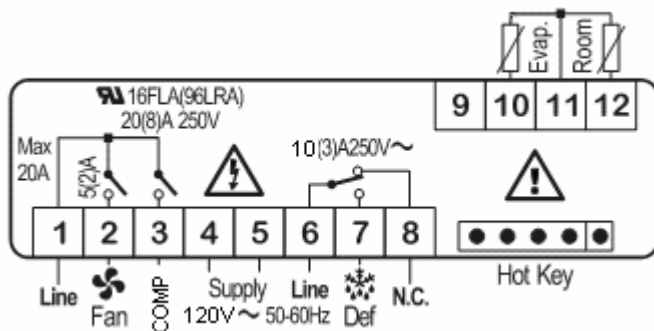 Evap.
Room
9 10 11 12
16FLA(96LRA)
20(8)A 250V
Max
20A
5(2)A
10(3)A250V~
1 2 3 4 5 6 7 8
Line
Fan
COMP
Supply
120V~ 50-60Hz
Line
Def
N.C.
Hot Key